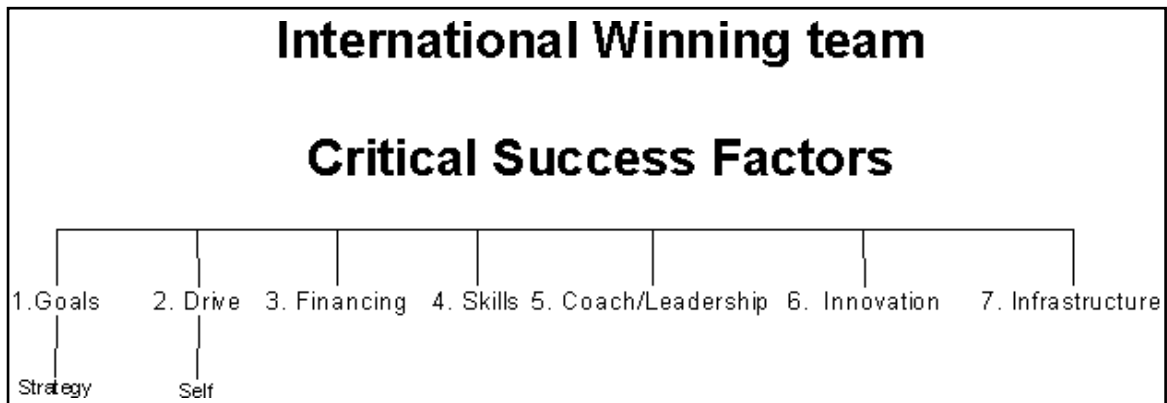 International Winning team
Critical Success Factors
1.Goals 2. Drive 3. Financing 4. Skills 5. Coach/Leadership 6. Innovation 7. Infrastructure
Strategy Self